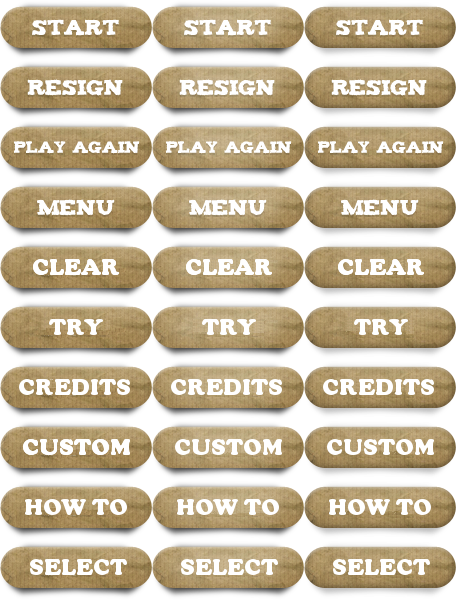 START START START
RESIGN RESIGN RESIGN
PLAY AGAIN PLAY AGAIN PLAY AGAIN
MENU MENU MENU
CLEAR CLEAR CLEAR
TRY TRY TRY
CREDITS CREDITS CREDITS
CUSTOM CUSTOM CUSTOM
HOW TO HOW TO HOW TO
SELECT SELECT SELECT